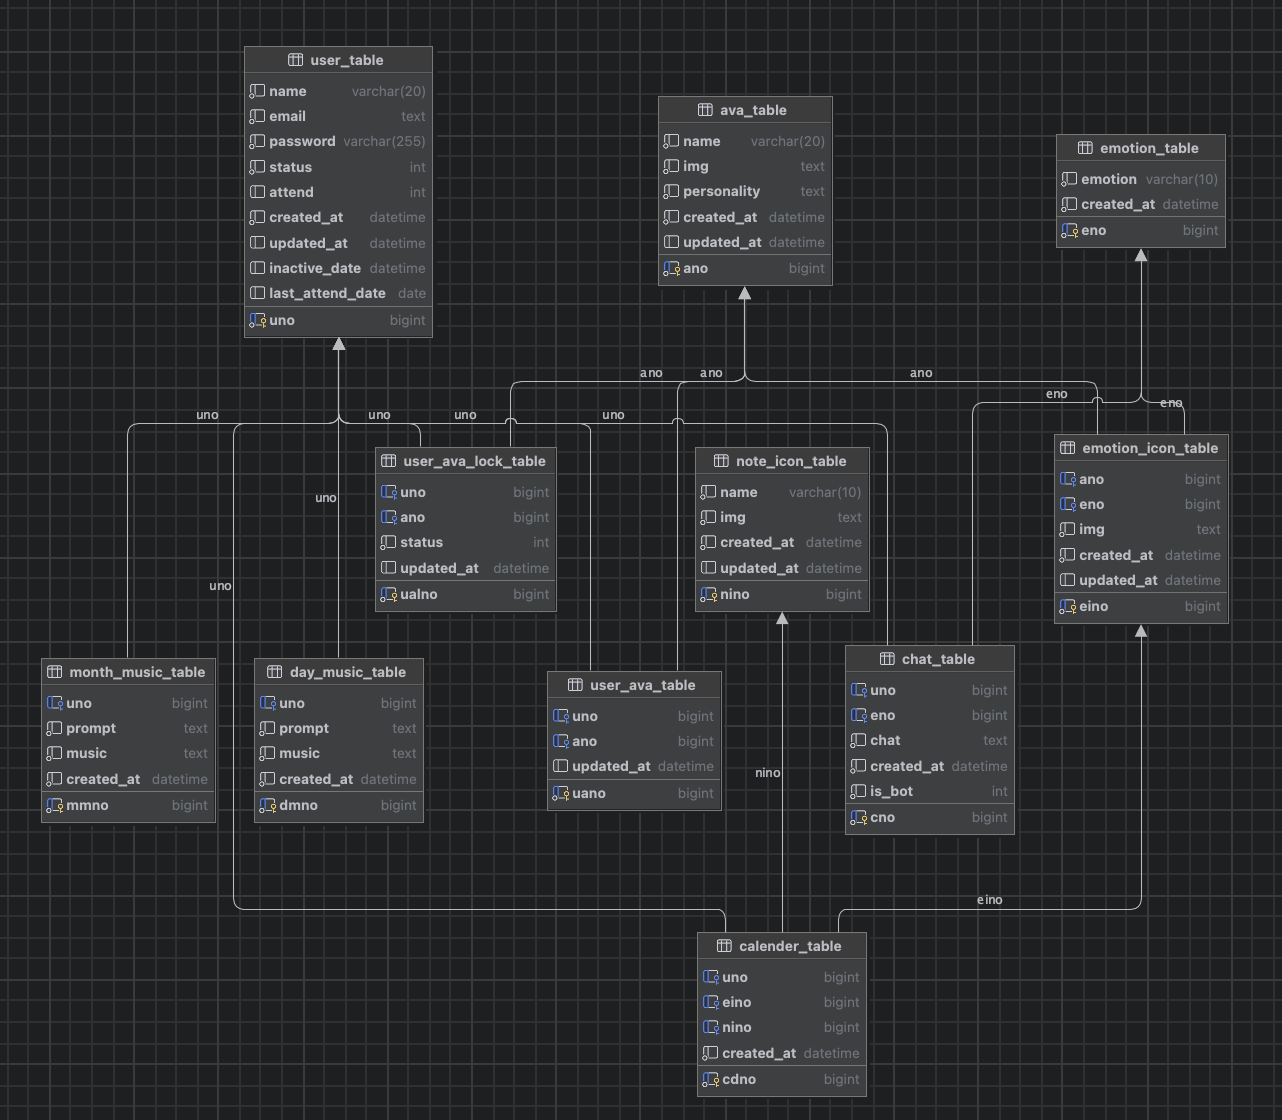 user_table
name varchar(20)
email text
password varchar(255)
status int
attend int
created_at datetime
updated_at datetime
inactive_date datetime
last_attend_date date
uno bigint
ava_table
name varchar(20)
img text
personality text
created_at datetime
updated_at datetime
ano bigint
emotion_table
emotion varchar(10)
created_at datetime
eno bigint
ano
ano
ano
eno
eno
uno
uno
uno
uno
uno
uno
user_ava_lock_table
uno bigint
ano bigint
status int
updated_at datetime
ualno bigint
note_icon_table
name varchar(10)
img text
created_at datetime
updated_at datetime
nino bigint
emotion_icon_table
ano bigint
eno bigint
img text
created_at datetime
updated_at datetime
eino bigint
month_music_table
uno bigint
prompt text
music text
created_at datetime
mmno bigint
day_music_table
uno bigint
prompt text
music text
created_at datetime
dmno bigint
user_ava_table
uno bigint
ano bigint
updated_at datetime
uano bigint
chat_table
uno bigint
eno bigint
chat text
created_at datetime
is_bot int
cno bigint
nino
eino
calender_table
uno bigint
eino bigint
nino bigint
created_at datetime
cdno bigint